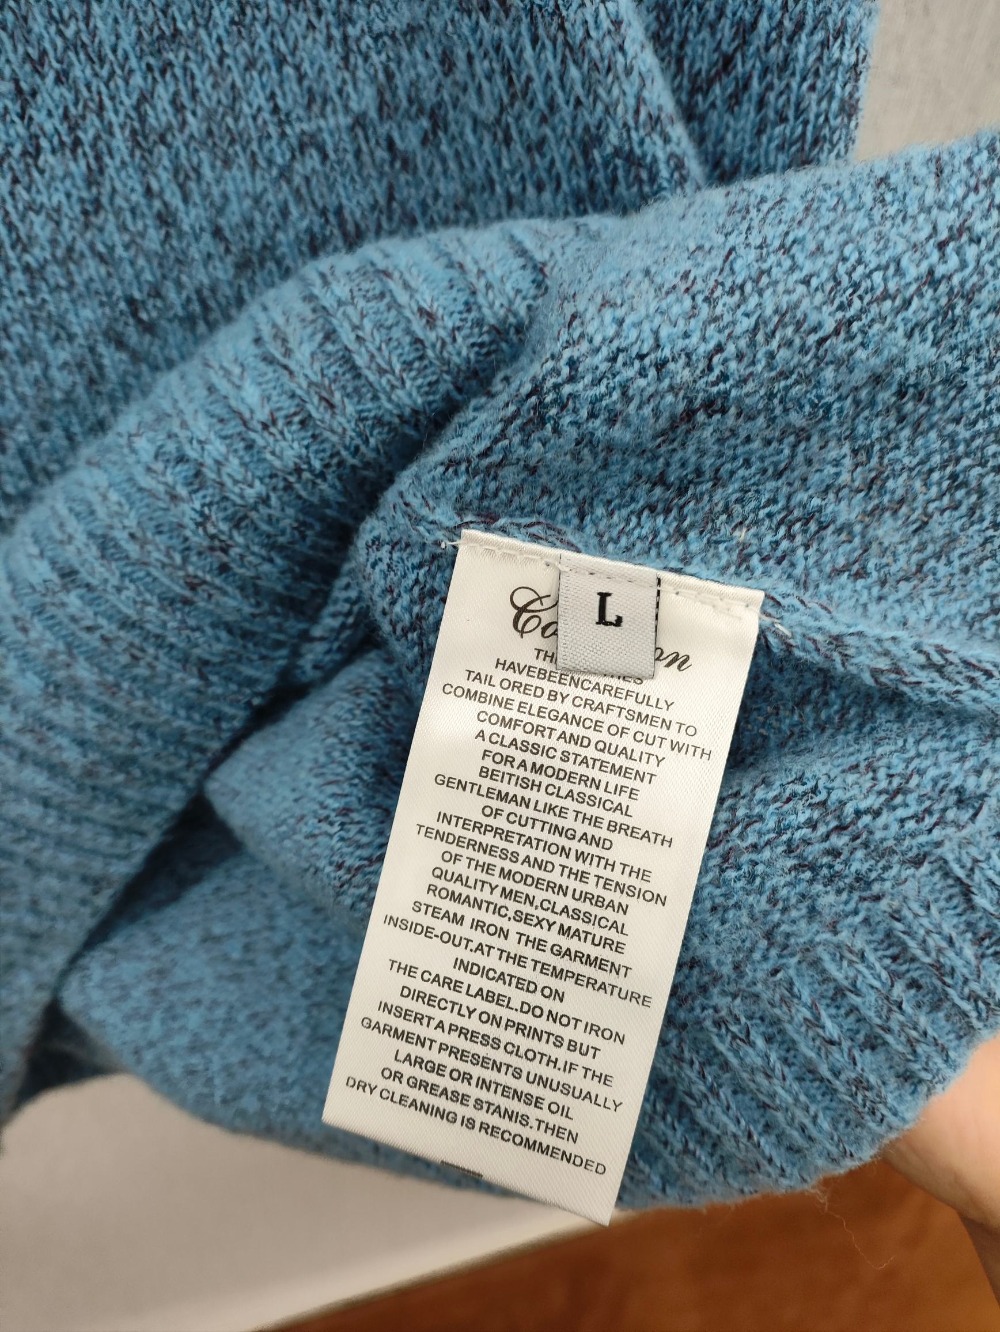 L
HAVEBEENCAREFULLY
TAIL ORED BY CRAFTSMEN TO
COMBINE ELEGANCE OF CUT WITH
COMFORT AND QUALITY
A CLASSIC STATEMENT
FOR A MODERN LIFE
BEITISH CLASSICAL
GENTLEMAN LIKE THE BREATH
OF CUTTING AND
INTERPRETATION WITH THE
TENDERNESS AND THE TENSION
OF THE MODERN URBAN
QUALITY MEN,CLASSICAL
ROMANTIC,SEXY MATURE
STEAM IRON THE GARMENT
INSIDE-OUT.AT THE TEMPERATURE
INDICATED ON
THE CARE LABEL.DO NOT IRON
DIRECTLY ON PRINTS BUT
INSERT A PRESS CLOTH.IF THE
GARMENT PRESENTS UNUSUALLY
LARGE OR INTENSE OIL
OR GREASE STANIS.THEN
DRY CLEANING IS RECOMMENDED